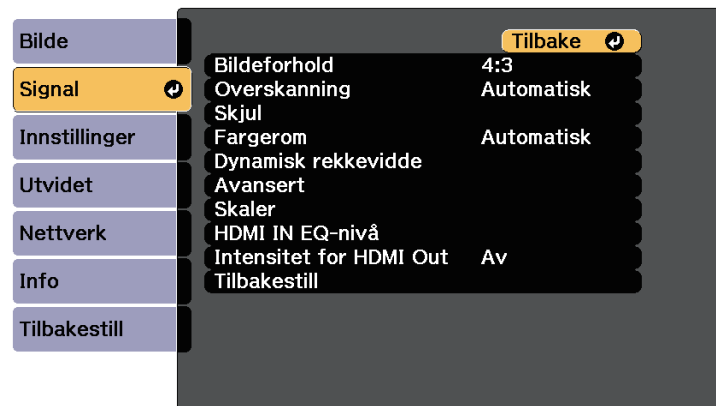 Bilde
Signal
Innstillinger
Utvidet
Nettverk
Info
Tilbakestill
Tilbake
Bildeforhold 4:3
Overskanning Automatisk
Skjul
Fargerom Automatisk
Dynamisk rekkevidde
Avansert
Skaler
HDMI IN EQ-nivå
Intensitet for HDMI Out Av
Tilbakestill